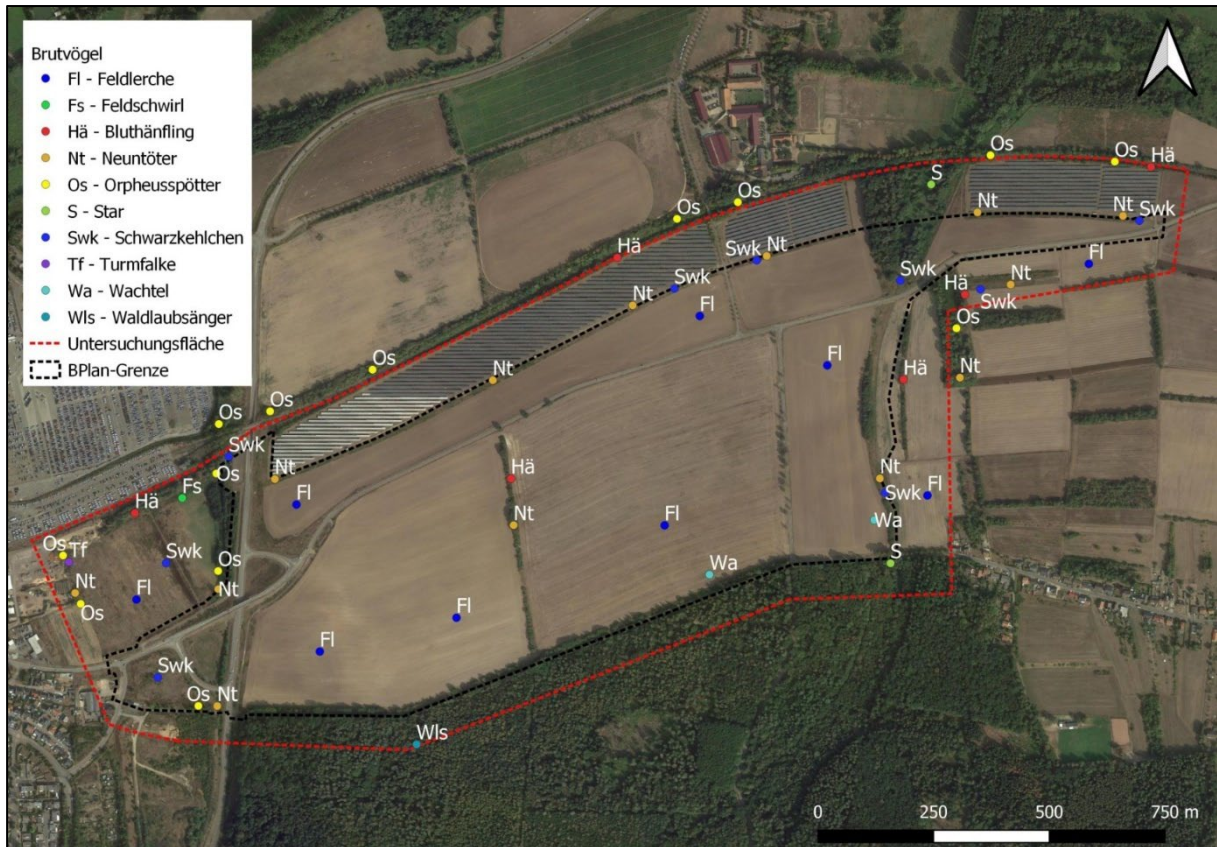 Brutvögel
Fl - Feldlerche
Fs - Feldschwirl
Hä - Bluthänfling
Nt - Neuntöter
Os - Orpheusspötter
S - Star
Swk - Schwarzkehlchen
Tf - Turmfalke
Wa - Wachtel
Wls - Waldlaubsänger
Untersuchungsfläche
BPlan-Grenze
Os
Os
Hä
S
Os
Os
Nt
Nt
Swk
Hä
Swk
Nt
Swk
Fl
Swk
Nt
Hä
Swk
Nt
Fl
Os
Os
Fl
Nt
Hä
Nt
Os
Os
Swk
Os
Nt
Hä
Nt
Fs
Fl
Swk
Fl
Hä
Nt
Fl
Wa
Os
Tf
Swk
Os
S
Nt
Fl
Nt
Wa
Os
Fl
Fl
Swk
Os
Nt
Wls
0
250
500
750 m